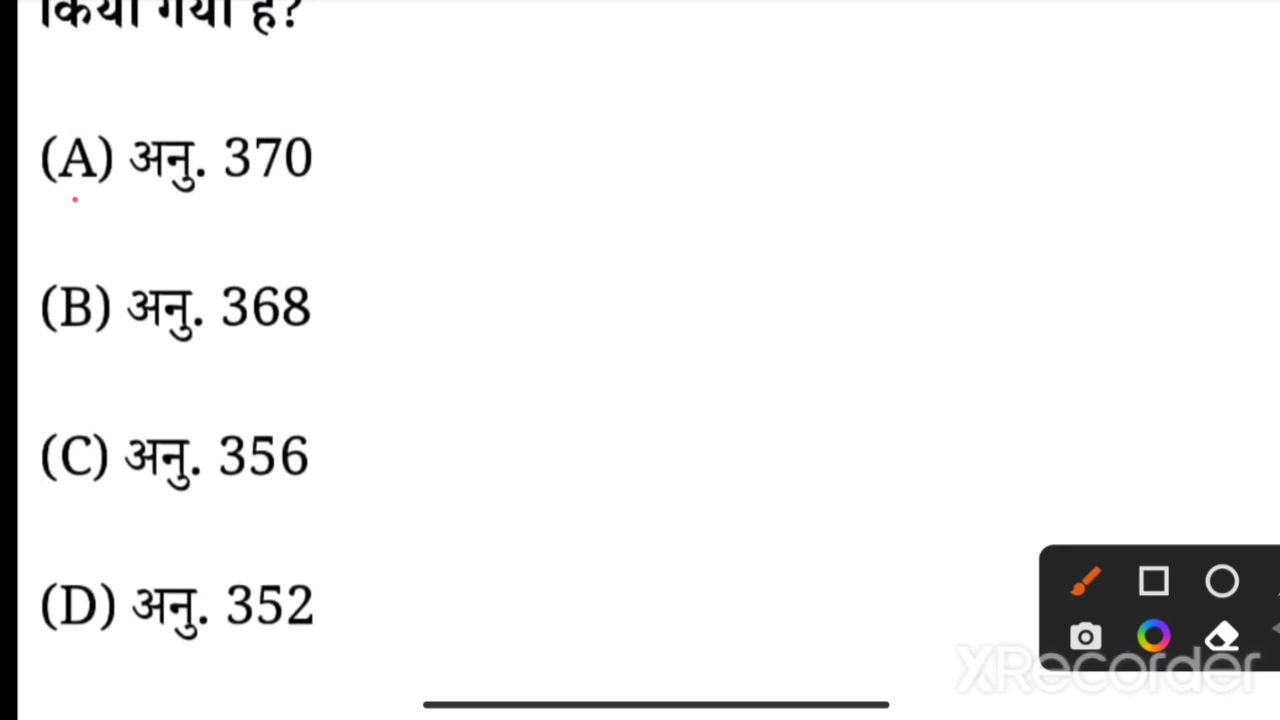 किया गया है?
(A) अनु. 370
(B) अनु. 368
(C) अनु. 356
(D) अनु. 352
XRecorder